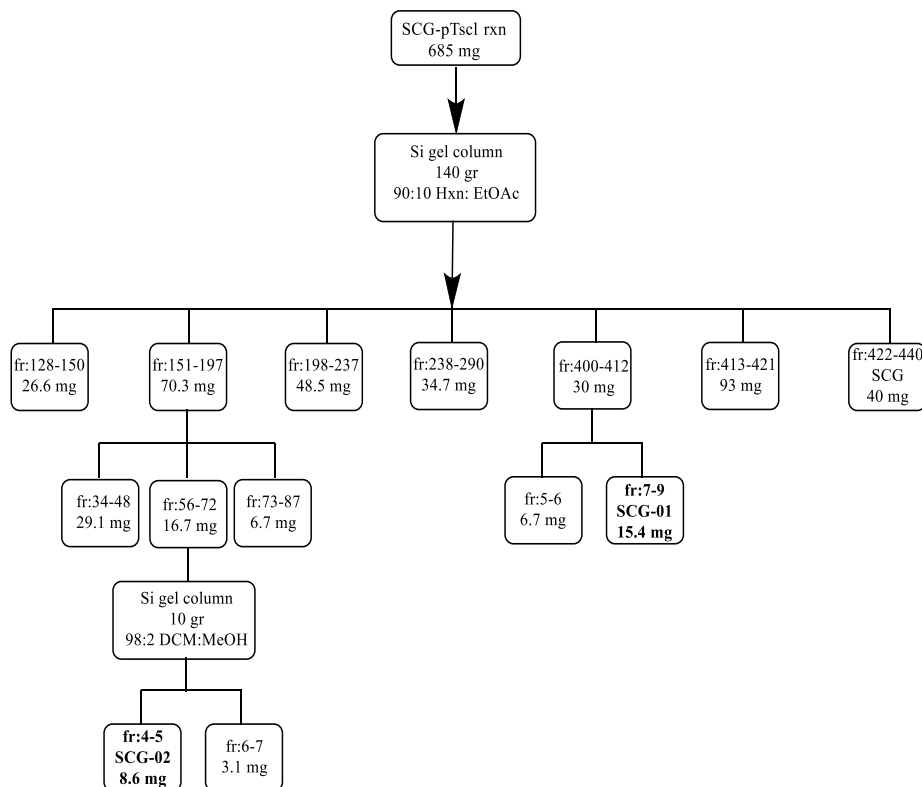 SCG-pTscl rxn
685 mg
Si gel column
140 gr
90:10 Hxn: EtOAc
fr:128-150
26.6 mg
fr:151-197
70.3 mg
fr:198-237
48.5 mg
fr:238-290
34.7 mg
fr:400-412
30 mg
fr:413-421
93 mg
fr:422-440
SCG
40 mg
fr:34-48
29.1 mg
fr:56-72
16.7 mg
fr:73-87
6.7 mg
fr:5-6
6.7 mg
fr:7-9
SCG-01
15.4 mg
Si gel column
10 gr
98:2 DCM:MeOH
fr:4-5
SCG-02
8.6 mg
fr:6-7
3.1 mg